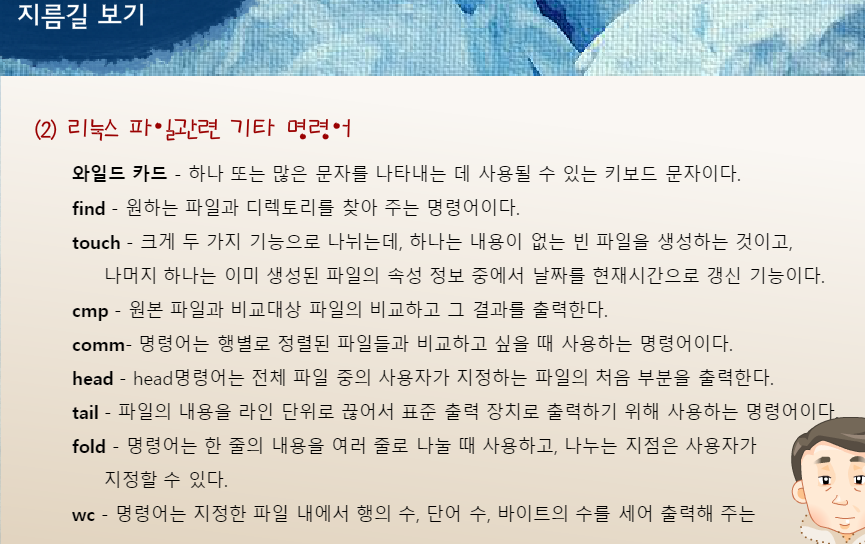 지름길 보기
(2) 리눅스 파일관련 기타 명령어
와일드 카드 - 하나 또는 많은 문자를 나타내는 데 사용될 수 있는 키보드 문자이다.
find - 원하는 파일과 디렉토리를 찾아 주는 명령어이다.
touch - 크게 두 가지 기능으로 나뉘는데, 하나는 내용이 없는 빈 파일을 생성하는 것이고,
나머지 하나는 이미 생성된 파일의 속성 정보 중에서 날짜를 현재시간으로 갱신 기능이다.
cmp - 원본 파일과 비교대상 파일의 비교하고 그 결과를 출력한다.
comm- 명령어는 행별로 정렬된 파일들과 비교하고 싶을 때 사용하는 명령어이다.
head - head명령어는 전체 파일 중의 사용자가 지정하는 파일의 처음 부분을 출력한다.
tail - 파일의 내용을 라인 단위로 끊어서 표준 출력 장치로 출력하기 위해 사용하는 명령어이다.
fold - 명령어는 한 줄의 내용을 여러 줄로 나눌 때 사용하고, 나누는 지점은 사용자가
지정할 수 있다.
wc - 명령어는 지정한 파일 내에서 행의 수, 단어 수, 바이트의 수를 세어 출력해 주는